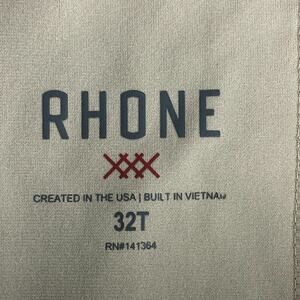 RHONE
CREATED IN THE USA | BUILT IN VIETNAM
32T
RN#141364